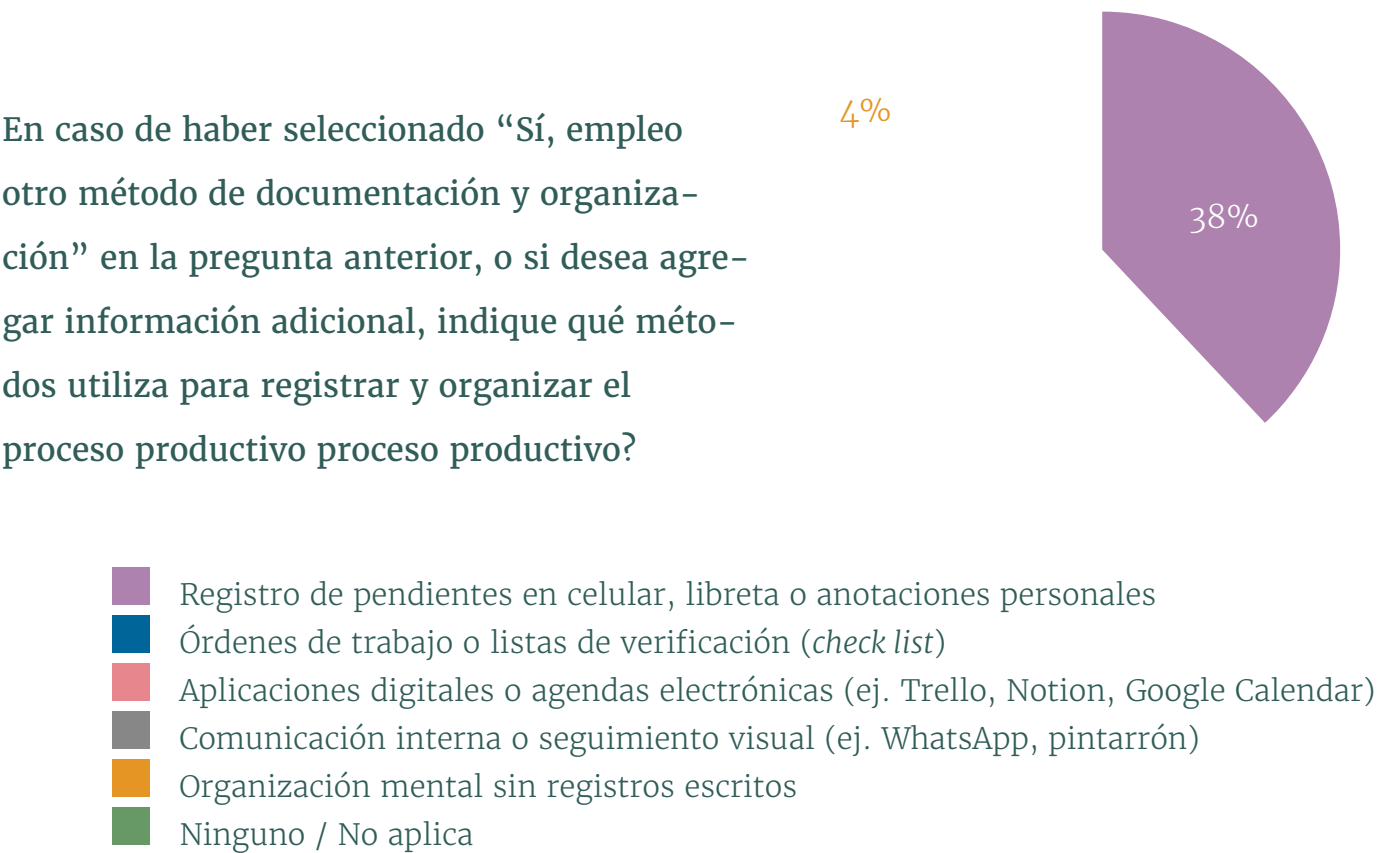 En caso de haber seleccionado “Sí, empleo
otro método de documentación y organiza-
ción” en la pregunta anterior, o si desea agre-
gar información adicional, indique qué méto-
dos utiliza para registrar y organizar el
proceso productivo proceso productivo?
4%
38%
Registro de pendientes en celular, libreta o anotaciones personales
Órdenes de trabajo o listas de verificación (check list)
Aplicaciones digitales o agendas electrónicas (ej. Trello, Notion, Google Calendar)
Comunicación interna o seguimiento visual (ej. WhatsApp, pintarrón)
Organización mental sin registros escritos
Ninguno / No aplica